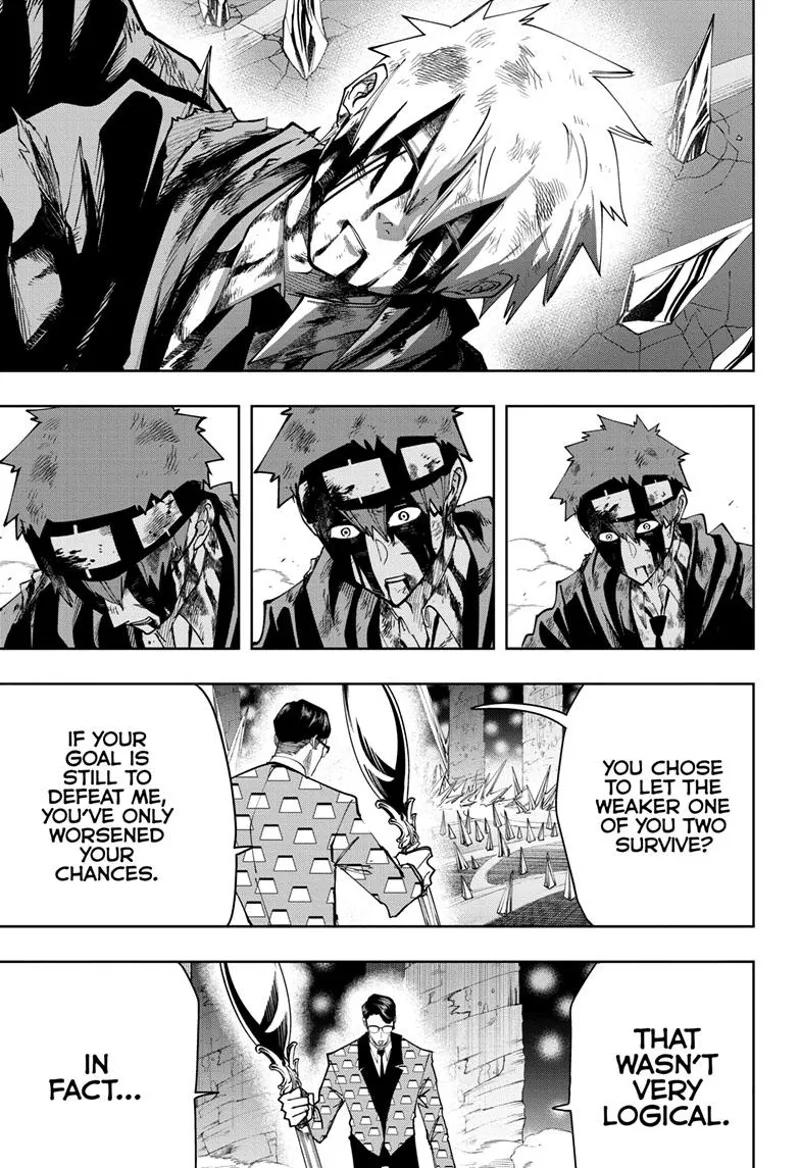 YOU CHOSE
TO LET THE
WEAKER ONE
OF YOU TWO
SURVIVE?
IF YOUR
GOAL IS
STILL TO
DEFEAT ME,
YOU'VE ONLY
WORSENED
YOUR
CHANCES.
THAT
WASN'T
VERY
LOGICAL.
IN
FACT...